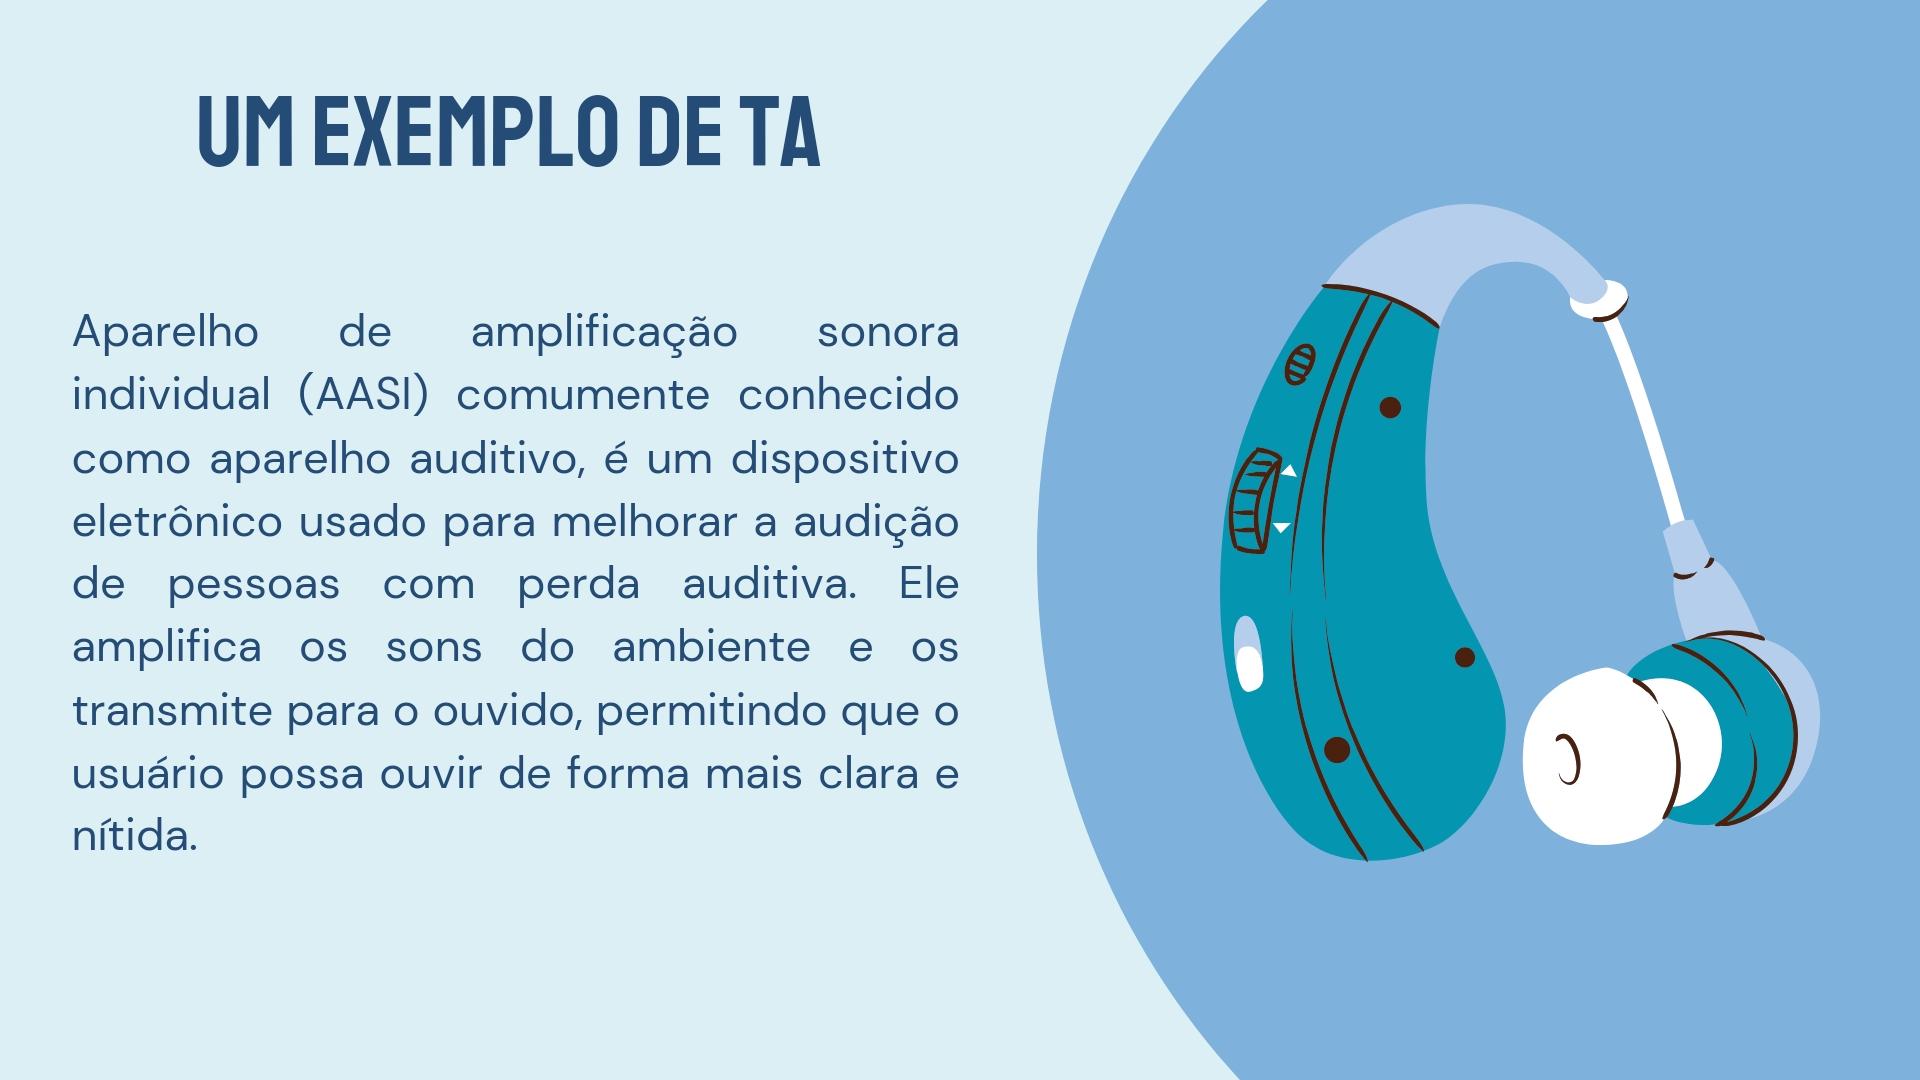 UM EXEMPLO DE TA
Aparelho de amplificação sonora
individual (AASI) comumente conhecido
como aparelho auditivo, é um dispositivo
eletrônico usado para melhorar a audição
de pessoas com perda auditiva. Ele
amplifica os sons do ambiente e os
transmite para o ouvido, permitindo que o
usuário possa ouvir de forma mais clara e
nítida.